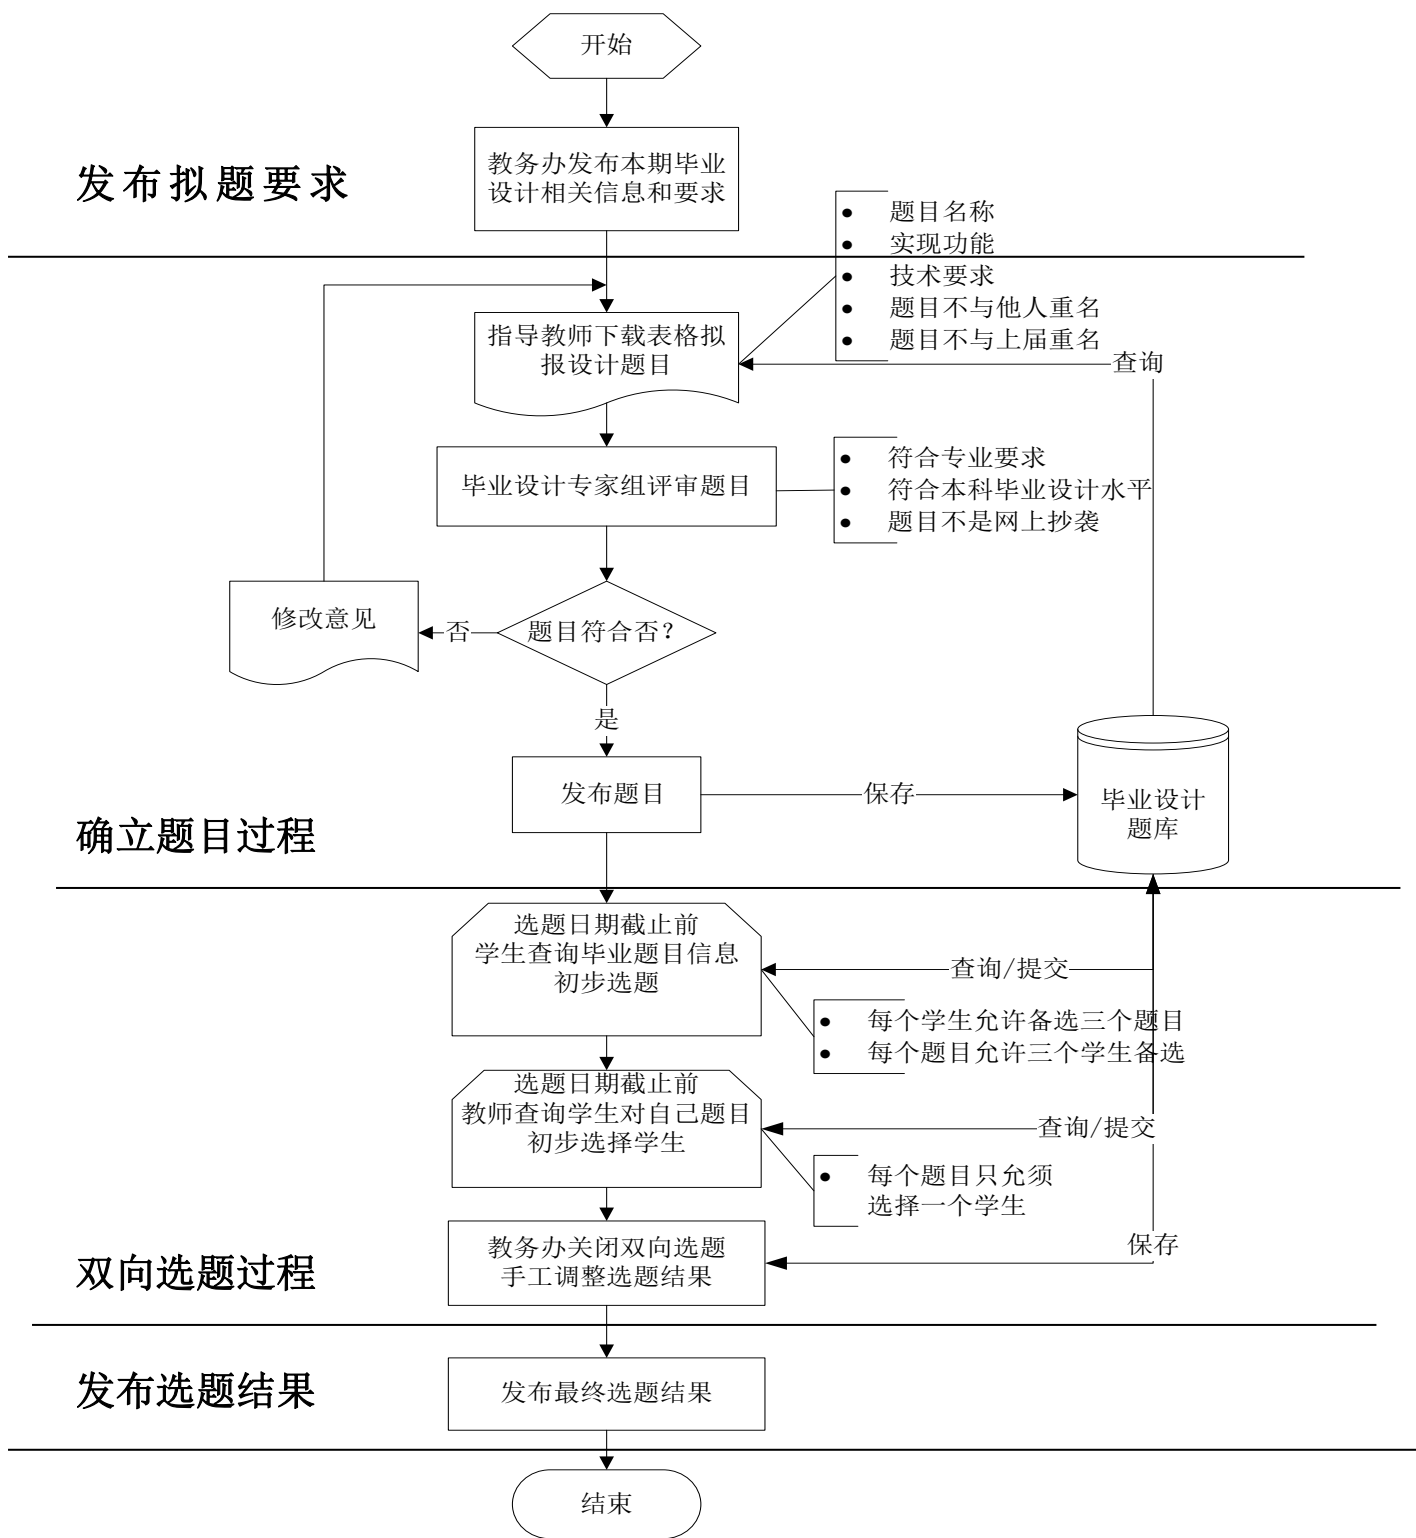 开始
教务办发布本期毕业
设计相关信息和要求
发布拟题要求
● 题目名称
● 实现功能
● 技术要求
● 题目不与他人重名
● 题目不与上届重名
指导教师下载表格拟
报设计题目
查询
毕业设计专家组评审题目
● 符合专业要求
● 符合本科毕业设计水平
● 题目不是网上抄袭
修改意见
否
题目符合否?
是
发布题目
保存
毕业设计
题库
确立题目过程
选题日期截止前
学生查询毕业题目信息
初步选题
查询/提交
● 每个学生允许备选三个题目
● 每个题目允许三个学生备选
选题日期截止前
教师查询学生对自己题目
初步选择学生
查询/提交
● 每个题目只允须
选择一个学生
教务办关闭双向选题
手工调整选题结果
保存
双向选题过程
发布选题结果
发布最终选题结果
结束